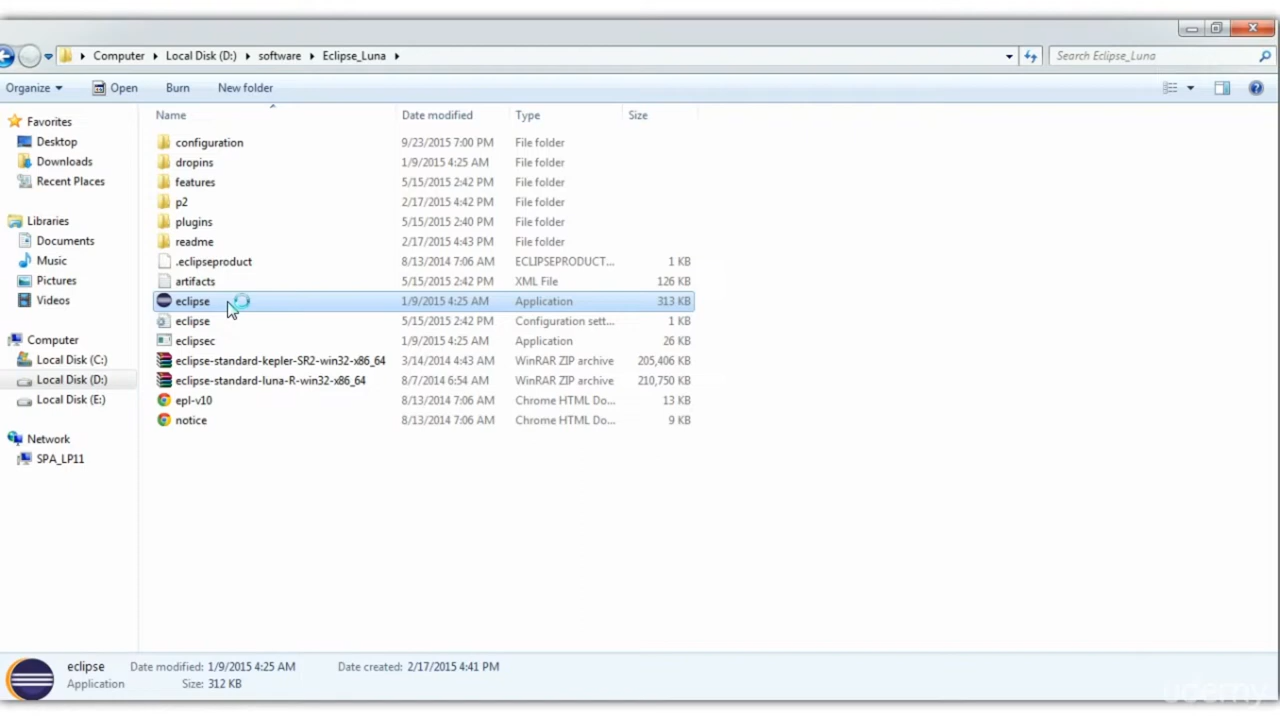 Computer Local Disk (D:) software Eclipse_Luna Search Eclipse_Luna
Organize Open Burn New folder
Name Date modified Type Size
Favorites
Desktop
Downloads
Recent Places
Libraries
Documents
Music
Pictures
Videos
Computer
Local Disk (C:)
Local Disk (D:)
Local Disk (E:)
Network
SPA_LP11
configuration 9/23/2015 7:00 PM File folder
dropins 1/9/2015 4:25 AM File folder
features 5/15/2015 2:42 PM File folder
p2 2/17/2015 4:42 PM File folder
plugins 5/15/2015 2:40 PM File folder
readme 2/17/2015 4:43 PM File folder
.eclipseproduct 8/13/2014 7:06 AM ECLIPSEPRODUCT... 1 KB
artifacts 5/15/2015 2:42 PM XML File 126 KB
eclipse 1/9/2015 4:25 AM Application 313 KB
eclipse 5/15/2015 2:42 PM Configuration sett... 1 KB
eclipsec 1/9/2015 4:25 AM Application 26 KB
eclipse-standard-kepler-SR2-win32-x86_64 3/14/2014 4:43 AM WinRAR ZIP archive 205,406 KB
eclipse-standard-luna-R-win32-x86_64 8/7/2014 6:54 AM WinRAR ZIP archive 210,750 KB
epl-v10 8/13/2014 7:06 AM Chrome HTML Do... 13 KB
notice 8/13/2014 7:06 AM Chrome HTML Do... 9 KB
eclipse Date modified: 1/9/2015 4:25 AM Date created: 2/17/2015 4:41 PM
Application Size: 312 KB
udemy